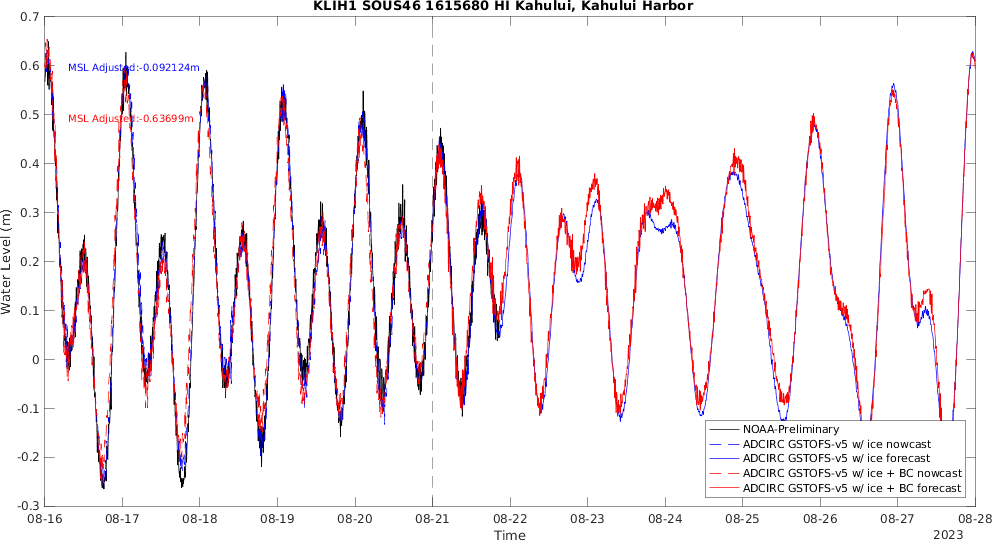 KLIH1 SOUS46 1615680 HI Kahului, Kahului Harbor
0.7
0.6
0.5
0.4
0.3
0.2
0.1
0
-0.1
-0.2
-0.3
Water Level (m)
MSL Adjusted:-0.092124m
MSL Adjusted:-0.63699m
NOAA-Preliminary
ADCIRC GSTOFS-v5 w/ ice nowcast
ADCIRC GSTOFS-v5 w/ ice forecast
ADCIRC GSTOFS-v5 w/ ice + BC nowcast
ADCIRC GSTOFS-v5 w/ ice + BC forecast
08-16 08-17 08-18 08-19 08-20 08-21 08-22 08-23 08-24 08-25 08-26 08-27 08-28
Time
2023